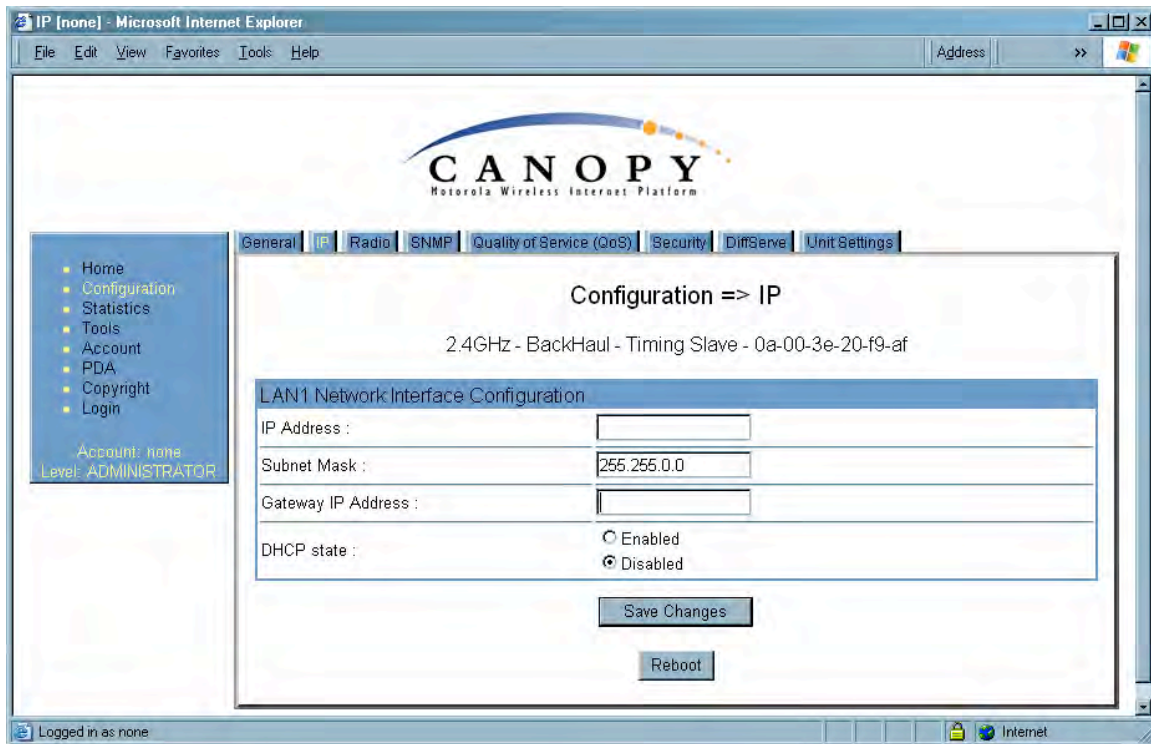 IP [none] - Microsoft Internet Explorer
File Edit View Favorites Tools Help
Address »
CANOPY
Motorola Wireless Internet Platform
General IP Radio SNMP Quality of Service (QoS) Security DiffServe Unit Settings
Home
Configuration
Statistics
Tools
Account
PDA
Copyright
Login
Account: none
Level: ADMINISTRATOR
Configuration => IP
2.4GHz - BackHaul - Timing Slave - 0a-00-3e-20-f9-af
LAN1 Network Interface Configuration
IP Address :
Subnet Mask : 255.255.0.0
Gateway IP Address :
DHCP state : Enabled
Disabled
Save Changes
Reboot
Logged in as none Internet